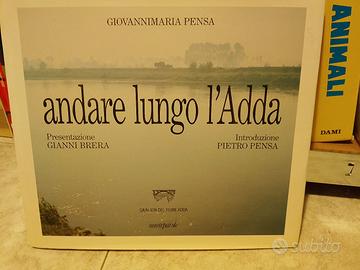 GIOVANNIMARIA PENSA
andare lungo l'Adda
Presentazione
GIANNI BRERA
Introduzione
PIETRO PENSA
ANIMALI
DAMI
7
subito